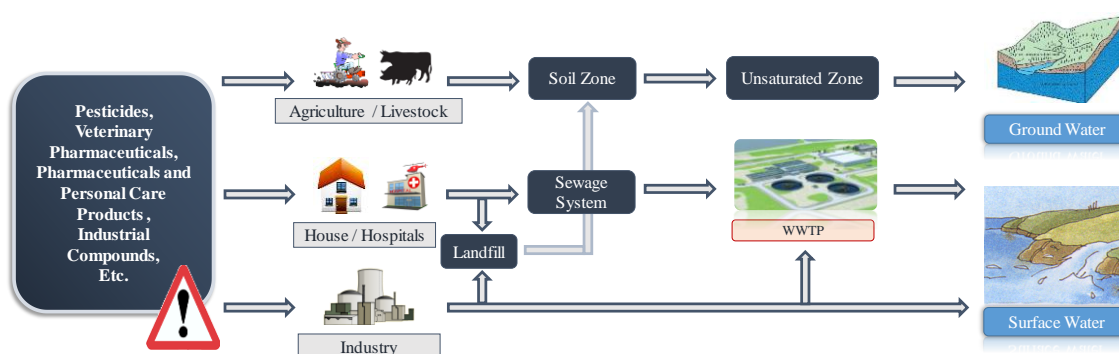 Pesticides,
Veterinary
Pharmaceuticals,
Pharmaceuticals and
Personal Care
Products ,
Industrial
Compounds,
Etc.
Agriculture / Livestock
Soil Zone
Unsaturated Zone
Ground Water
House / Hospitals
Sewage
System
WWTP
Landfill
Industry
Surface Water